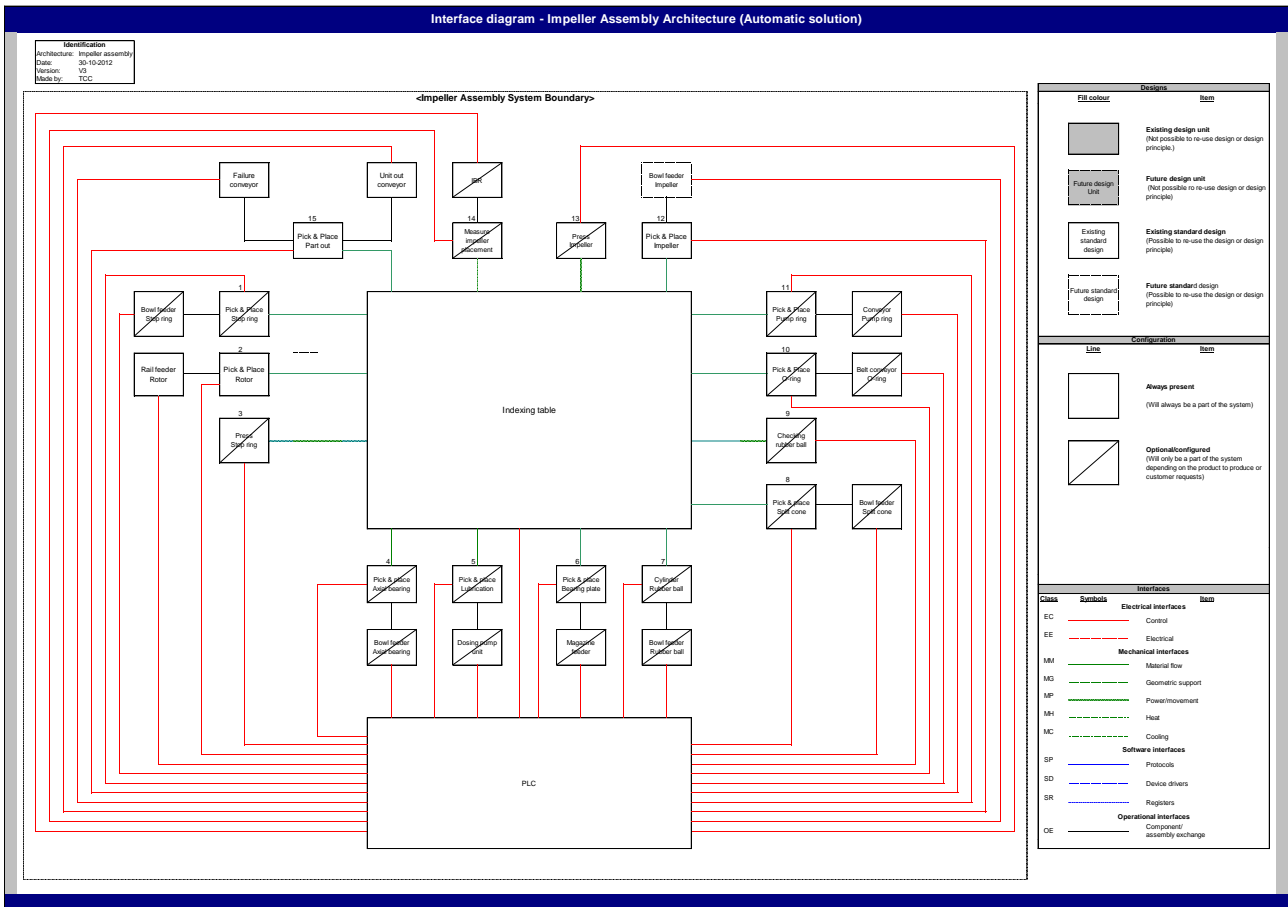 Interface diagram - Impeller Assembly Architecture (Automatic solution)
Identification
Architecture: Impeller assembly
Date: 30-10-2012
Version: V3
Made by: TCC
<Impeller Assembly System Boundary>
Failure
conveyor
Unit out
conveyor
Bowl feeder
Impeller
15
Pick & Place
Part out
14
Measure
impeller
placement
13
Press
Impeller
12
Pick & Place
Impeller
Bowl feeder
Stop ring
1
Pick & Place
Stop ring
Rail feeder
Rotor
2
Pick & Place
Rotor
3
Press
Stop ring
Indexing table
11
Pick & Place
Pump ring
Conveyor
Pump ring
10
Pick & Place
O-ring
Belt conveyor
O-ring
9
Checking
rubber ball
8
Pick & place
Split cone
Bowl feeder
Split cone
4
Pick & place
Axial bearing
5
Pick & place
Lubrication
6
Pick & place
Bearing plate
7
Cylinder
Rubber ball
Bowl feeder
Axial bearing
Dosing pump
unit
Magazine
feeder
Bowl feeder
Rubber ball
PLC
Designs
Fill colour Item
Existing design unit
(Not possible to re-use design or design
principle.)
Future design
Unit
Future design unit
(Not possible ro re-use design or design
principle)
Existing
standard
design
Existing standard design
(Possible to re-use the design or design
principle)
Future standard
design
Future standard design
(Possible to re-use the design or design
principle)
Configuration
Line Item
Always present
(Will always be a part of the system)
Optional/configured
(Will only be a part of the system
depending on the product to produce or
customer requests)
Interfaces
Class Symbols Item
Electrical interfaces
EC Control
EE Electrical
Mechanical interfaces
MM Material flow
MG Geometric support
MP Power/movement
MH Heat
MC Cooling
Software interfaces
SP Protocols
SD Device drivers
SR Registers
Operational interfaces
OE Component/
assembly exchange